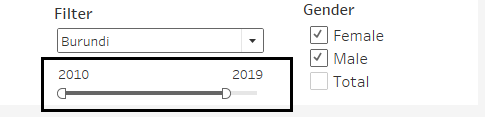 Filter
Burundi
2010 2019
Gender
Female
Male
Total